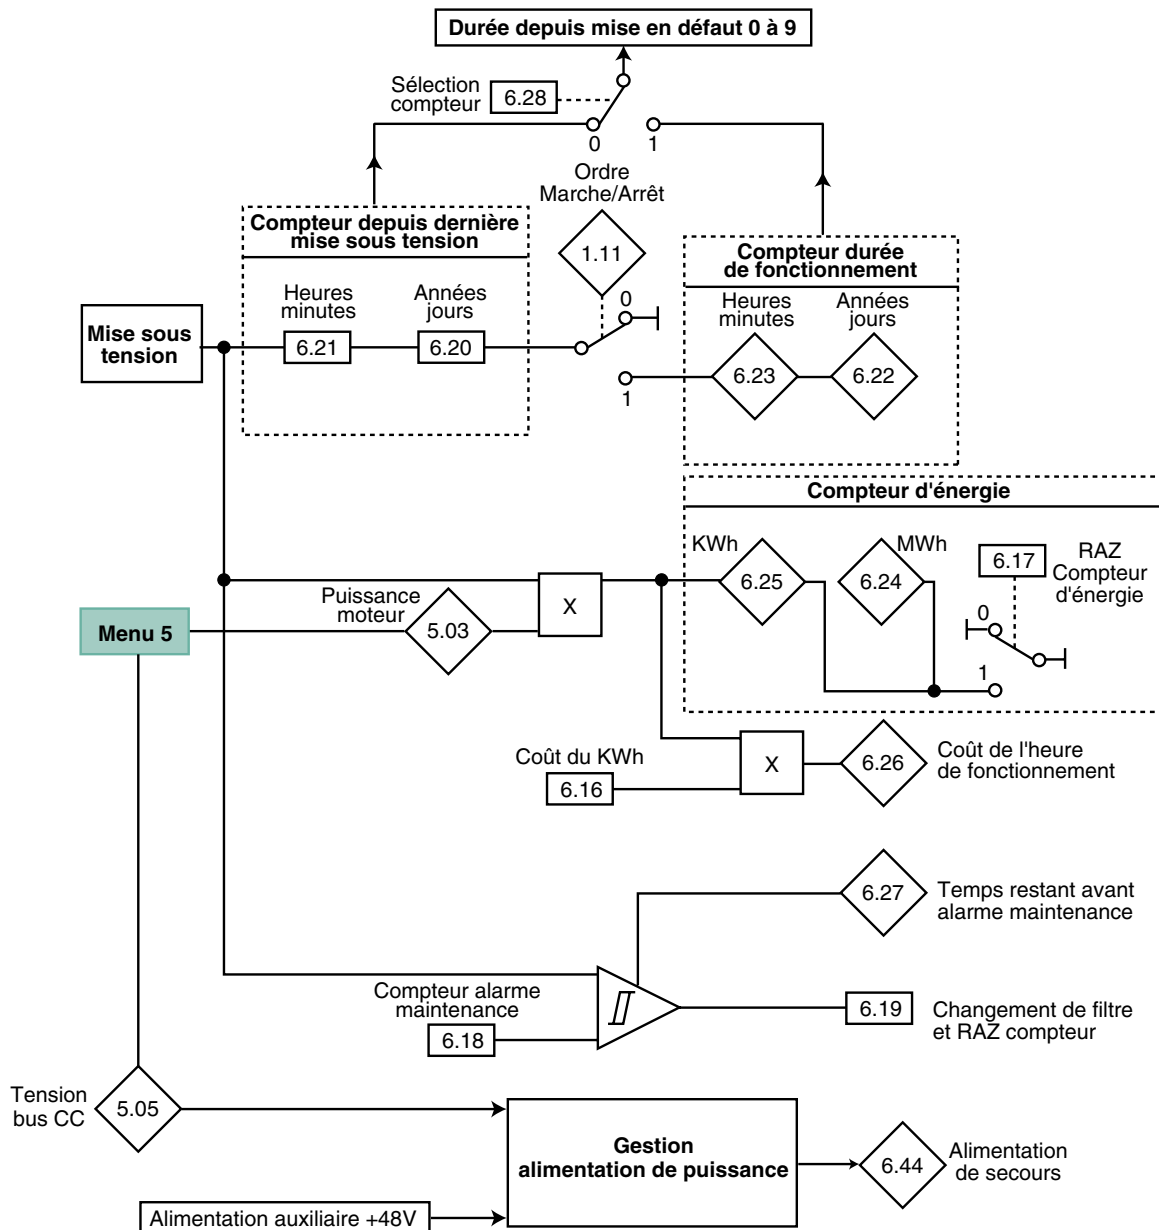 Durée depuis mise en défaut 0 à 9
Sélection
compteur
6.28
0
1
Ordre
Marche/Arrêt
1.11
Compteur depuis dernière
mise sous tension
Heures
minutes
Années
jours
6.21
6.20
0
1
Compteur durée
de fonctionnement
Heures
minutes
Années
jours
6.23
6.22
Mise sous
tension
Compteur d'énergie
KWh
6.25
MWh
6.24
6.17
RAZ
Compteur
d'énergie
0
1
Menu 5
Puissance
moteur
5.03
X
Coût du KWh
6.16
X
6.26
Coût de l'heure
de fonctionnement
6.27
Temps restant avant
alarme maintenance
Compteur alarme
maintenance
6.18
6.19
Changement de filtre
et RAZ compteur
Tension
bus CC
5.05
Gestion
alimentation de puissance
6.44
Alimentation
de secours
Alimentation auxiliaire +48V